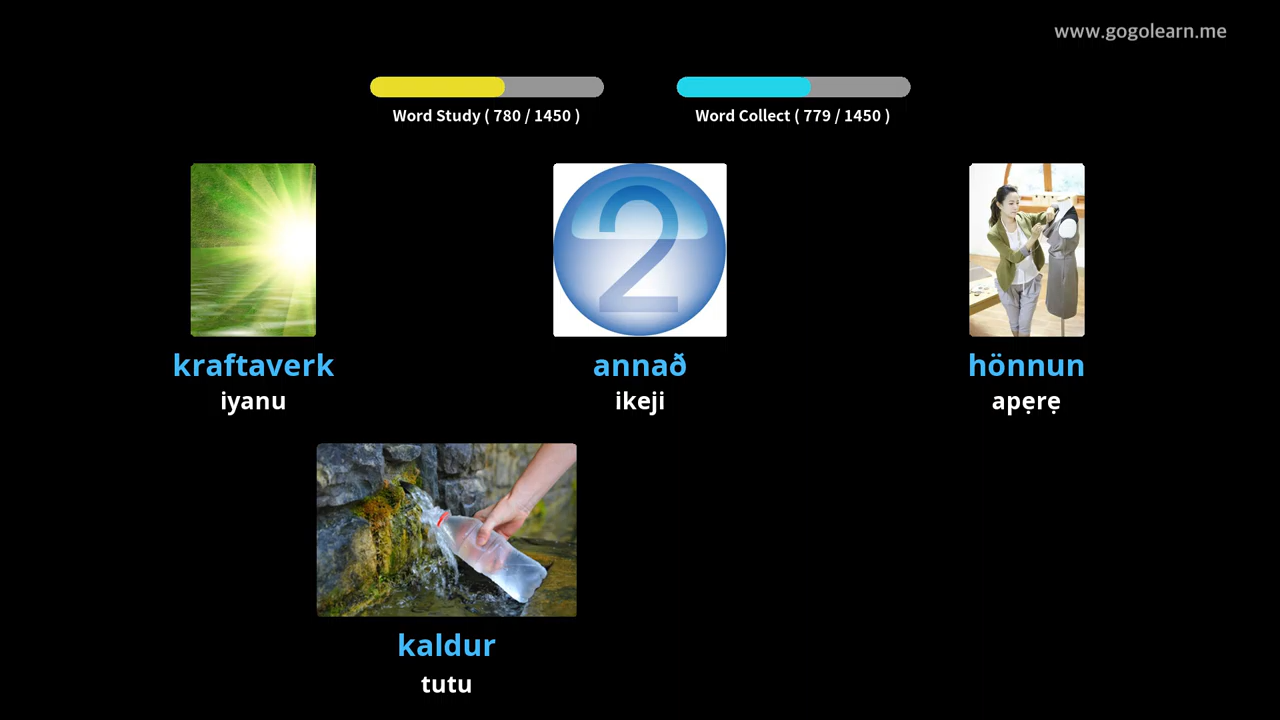 www.gogolearn.me
Word Study ( 780 / 1450 )
Word Collect ( 779 / 1450 )
2
kraftaverk
iyanu
annað
ikeji
hönnun
apẹrẹ
kaldur
tutu